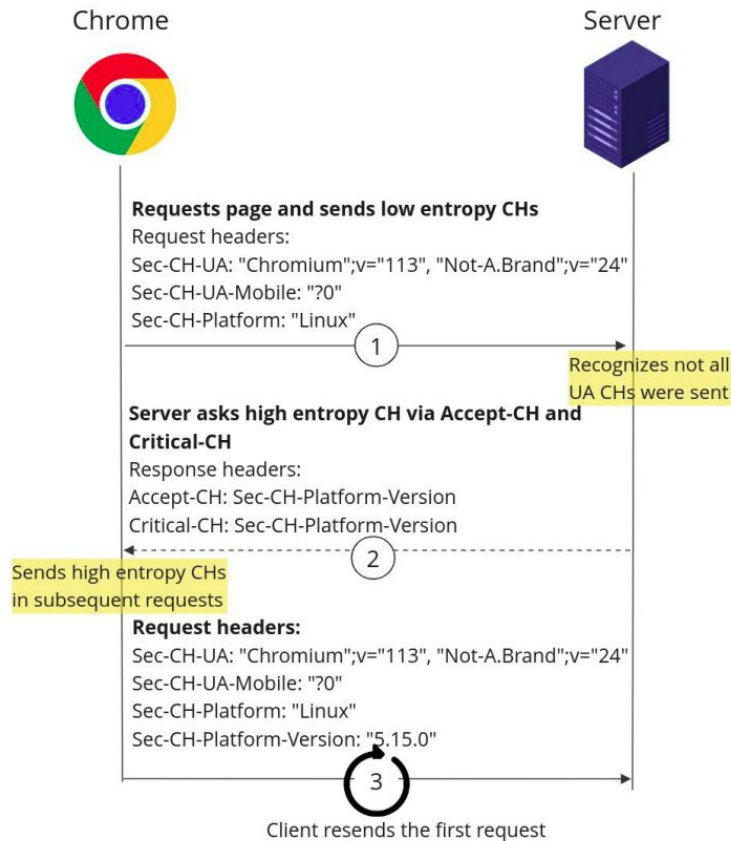 Chrome
Server
Requests page and sends low entropy CHs
Request headers:
Sec-CH-UA: "Chromium";v="113", "Not-A.Brand";v="24"
Sec-CH-UA-Mobile: "?0"
Sec-CH-Platform: "Linux"
1
Recognizes not all
UA CHs were sent
Server asks high entropy CH via Accept-CH and
Critical-CH
Response headers:
Accept-CH: Sec-CH-Platform-Version
Critical-CH: Sec-CH-Platform-Version
2
Sends high entropy CHs
in subsequent requests
Request headers:
Sec-CH-UA: "Chromium";v="113", "Not-A.Brand";v="24"
Sec-CH-UA-Mobile: "?0"
Sec-CH-Platform: "Linux"
Sec-CH-Platform-Version: "5.15.0"
3
Client resends the first request